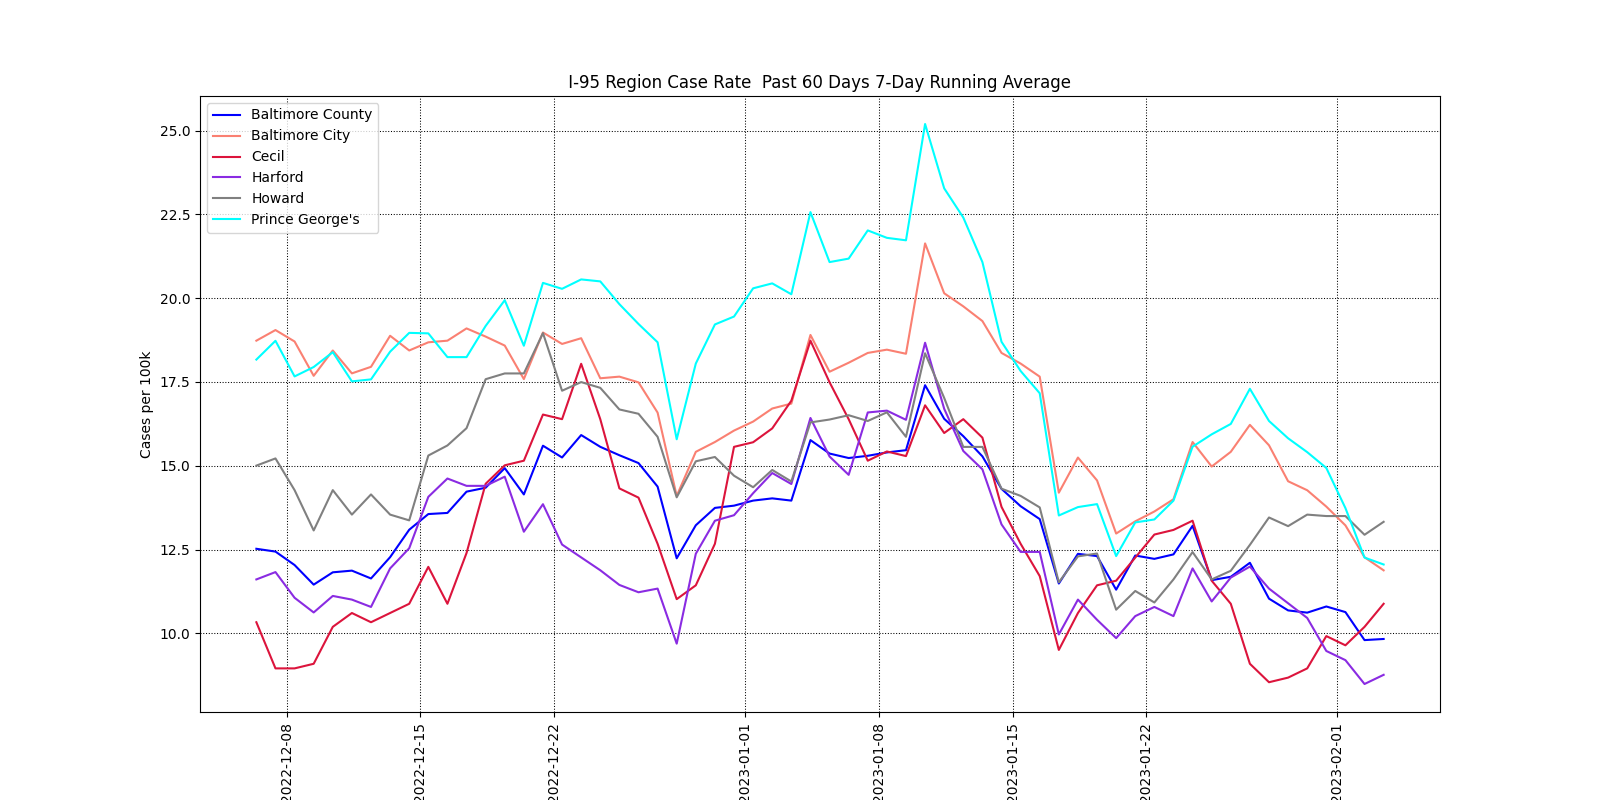 I-95 Region Case Rate  Past 60 Days 7-Day Running Average
Baltimore County
Baltimore City
Cecil
Harford
Howard
Prince George's
Cases per 100k
25.0
22.5
20.0
17.5
15.0
12.5
10.0
2022-12-08
2022-12-15
2022-12-22
2023-01-01
2023-01-08
2023-01-15
2023-01-22
2023-02-01